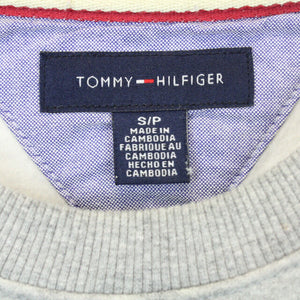 TOMMY HILFIGER
S/P
MADE IN
CAMBODIA
FABRIQUE AU
CAMBODIA
HECHO EN
CAMBODIA